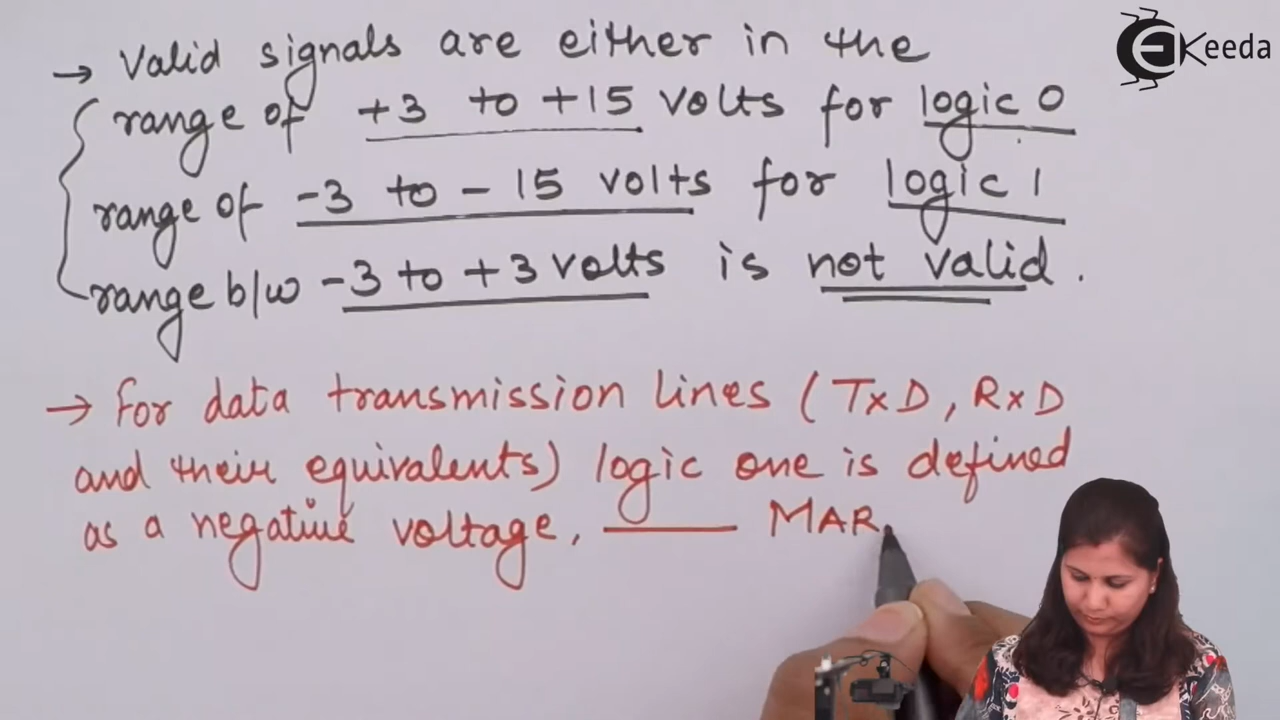 Keeda
→ Valid signals are either in the
range of +3 to +15 volts for logic 0
range of -3 to - 15 volts for logic 1
range b/w -3 to +3 volts is not valid.
→ For data transmission lines (TxD, RxD
and their equivalents) logic one is defined
as a negative voltage, MAR